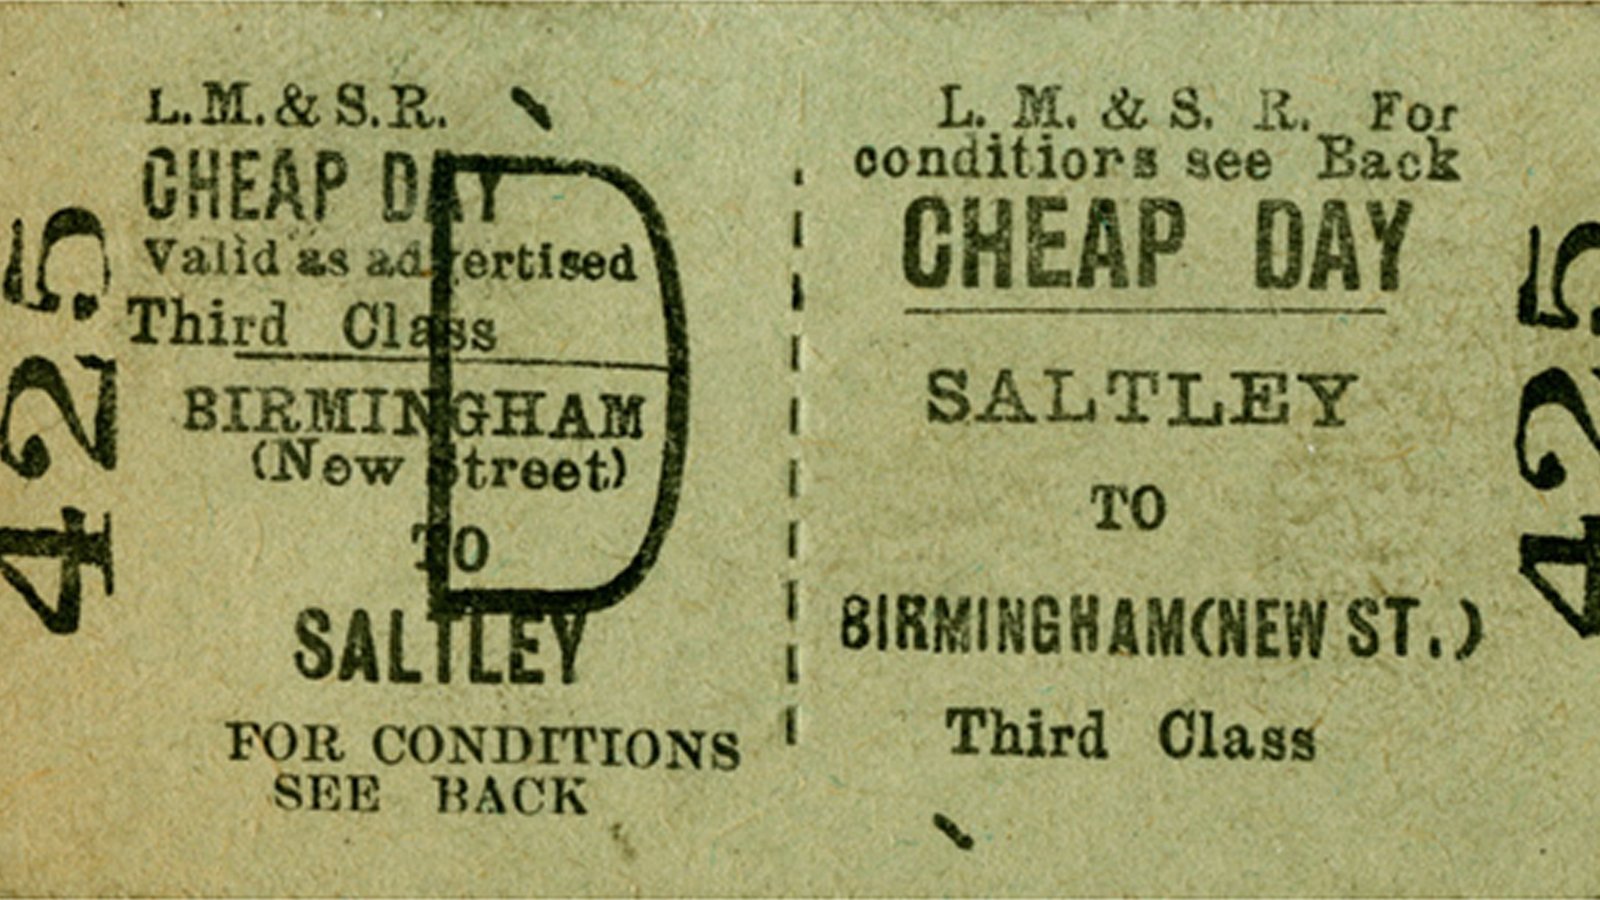 425
L.M.& S.R.
CHEAP DAY
Valid as advertised
Third Class
BIRMINGHAM
(New Street)
TO
SALTLEY
FOR CONDITIONS
SEE BACK
D
L. M. & S. R. For
conditions see Back
CHEAP DAY
SALTLEY
TO
BIRMINGHAM(NEW ST.)
Third Class
425